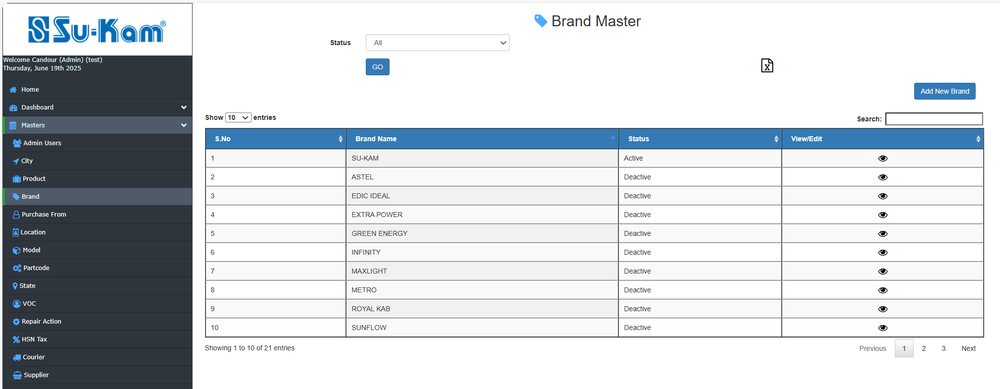 Su-Kam®
Welcome Candour (Admin) (test)
Thursday, June 19th 2025
Home
Dashboard
Masters
Admin Users
City
Product
Brand
Purchase From
Location
Model
Partcode
State
VOC
Repair Action
HSN Tax
Courier
Supplier
Brand Master
Status All
GO
Add New Brand
Show 10 entries
Search:
S.No Brand Name Status View/Edit
1 SU-KAM Active
2 ASTEL Deactive
3 EDIC IDEAL Deactive
4 EXTRA POWER Deactive
5 GREEN ENERGY Deactive
6 INFINITY Deactive
7 MAXLIGHT Deactive
8 METRO Deactive
9 ROYAL KAB Deactive
10 SUNFLOW Deactive
Showing 1 to 10 of 21 entries
Previous 1 2 3 Next